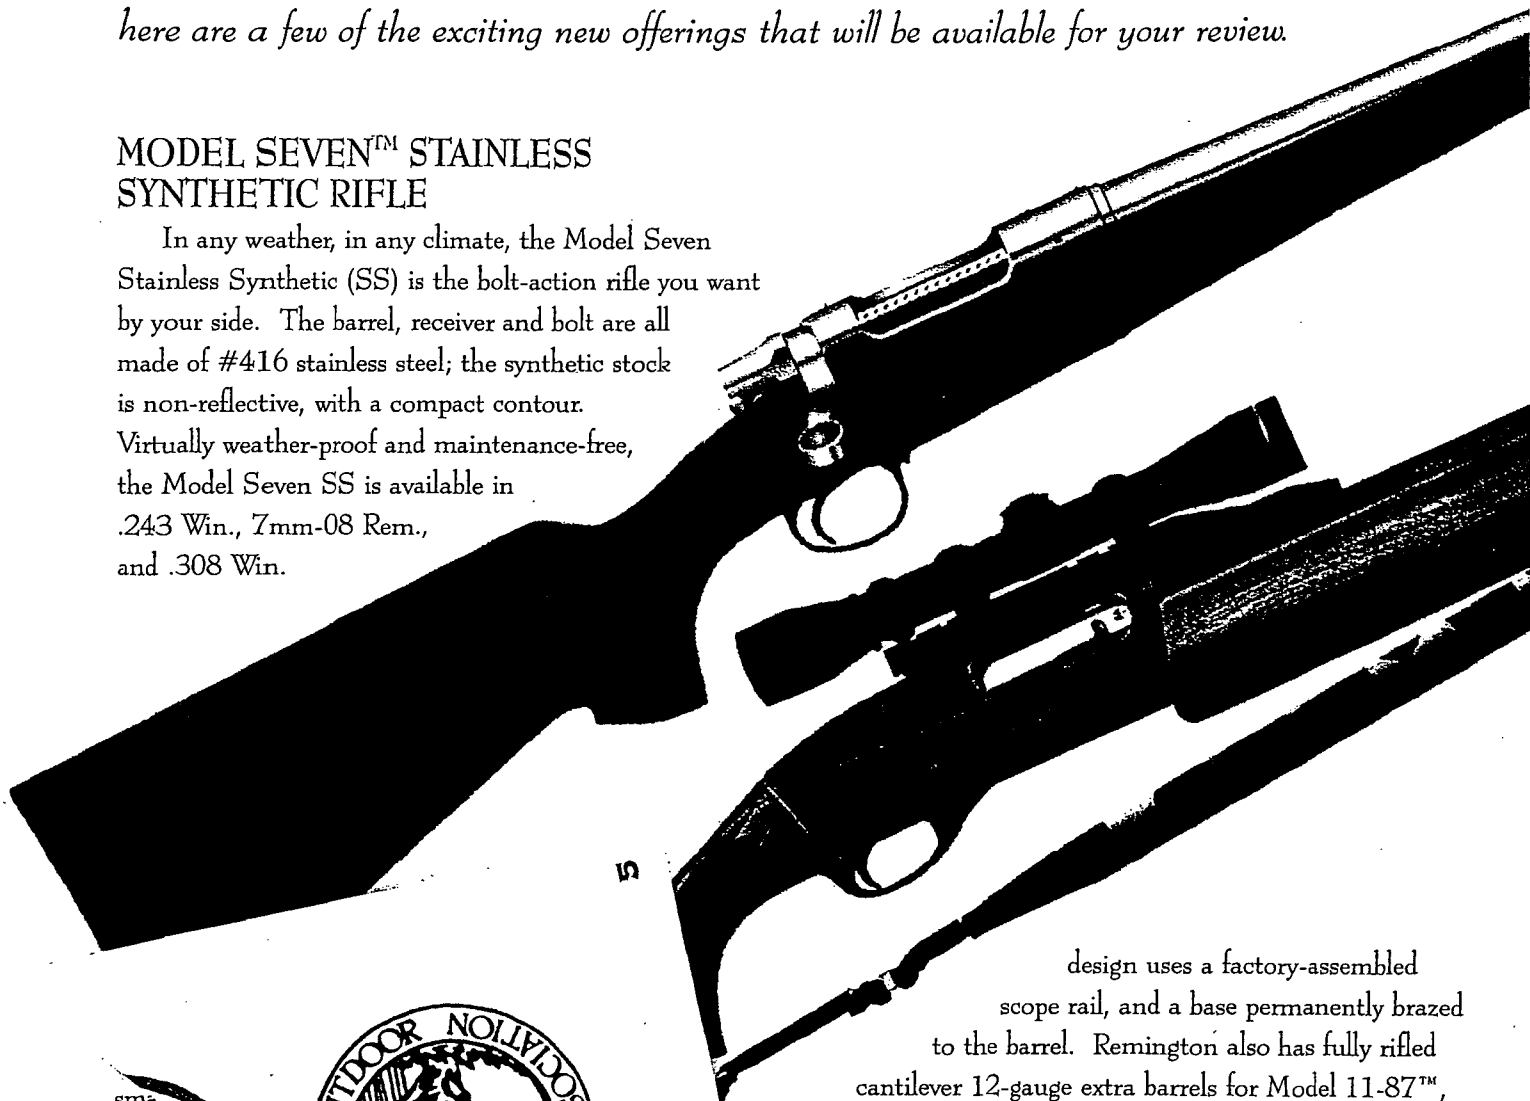 here are a few of the exciting new offerings that will be available for your review.
MODEL SEVEN™ STAINLESS
SYNTHETIC RIFLE
In any weather, in any climate, the Model Seven
Stainless Synthetic (SS) is the bolt-action rifle you want
by your side. The barrel, receiver and bolt are all
made of #416 stainless steel; the synthetic stock
is non-reflective, with a compact contour.
Virtually weather-proof and maintenance-free,
the Model Seven SS is available in
.243 Win., 7mm-08 Rem.,
and .308 Win.
5
design uses a factory-assembled
scope rail, and a base permanently brazed
to the barrel. Remington also has fully rifled
cantilever 12-gauge extra barrels for Model 11-87™,